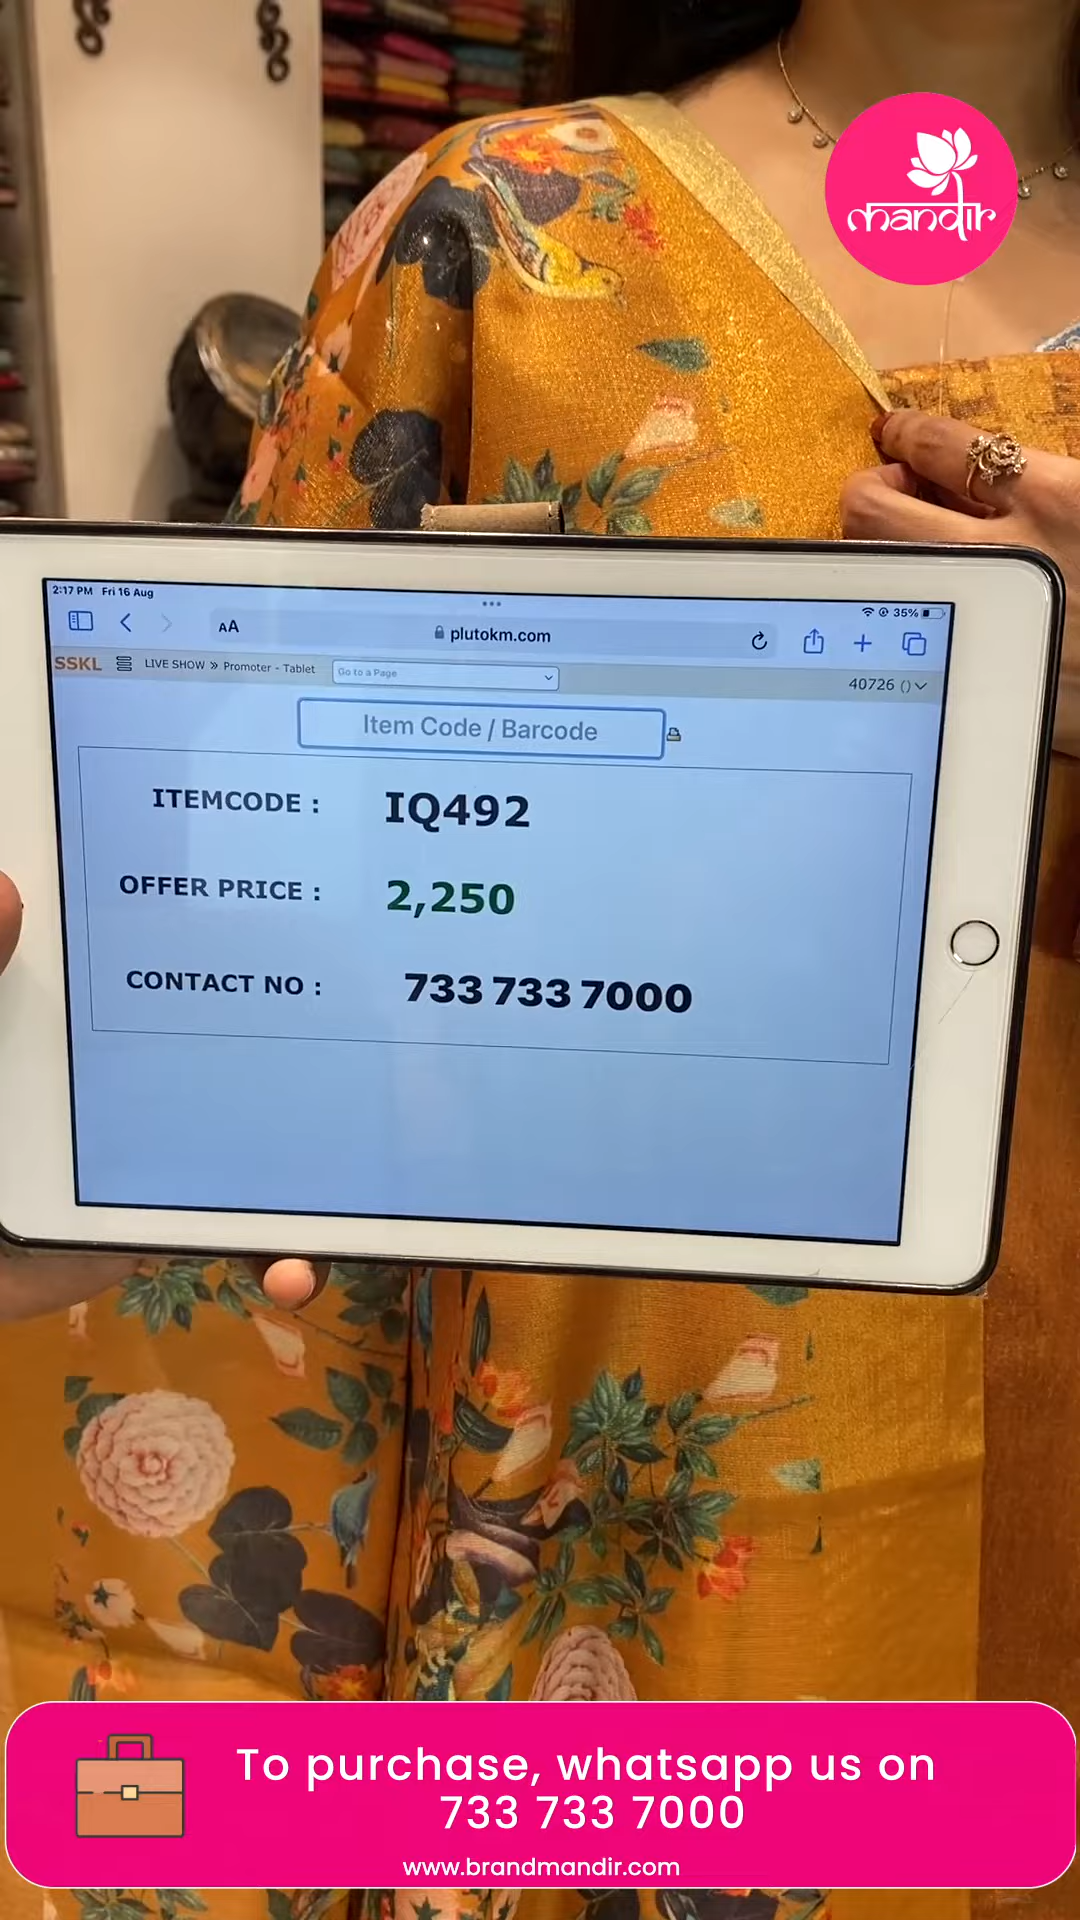 mandir
2:17 PM Fri 16 Aug
35%
AA
plutokm.com
SSKL
LIVE SHOW » Promoter - Tablet
Go to a Page
40726 ()
Item Code / Barcode
ITEMCODE : IQ492
OFFER PRICE : 2,250
CONTACT NO : 733 733 7000
To purchase, whatsapp us on
733 733 7000
www.brandmandir.com